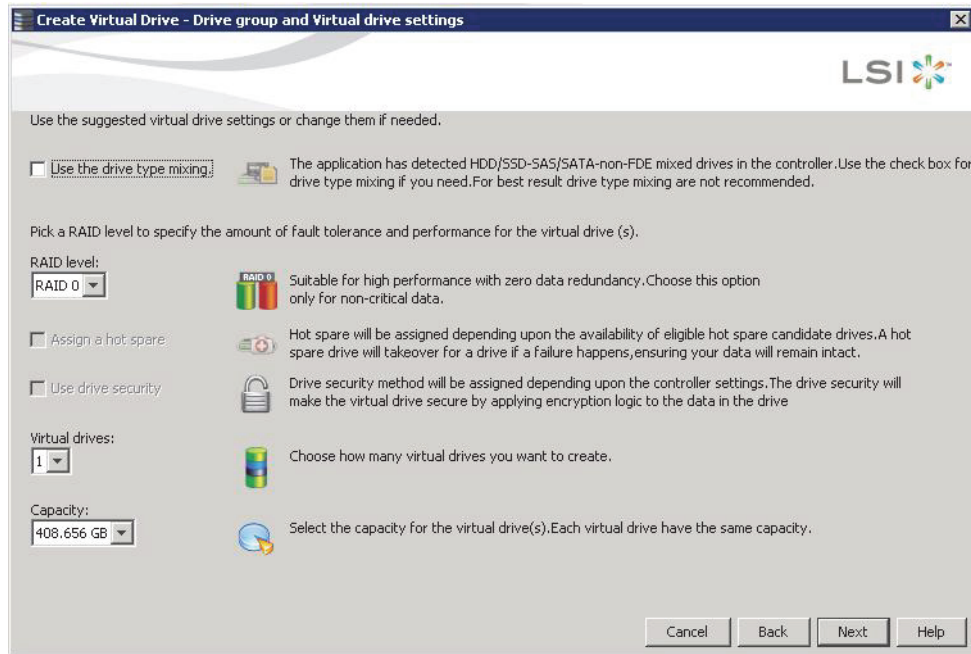 Create Virtual Drive - Drive group and Virtual drive settings
LSI
Use the suggested virtual drive settings or change them if needed.
Use the drive type mixing.
The application has detected HDD/SSD-SAS/SATA-non-FDE mixed drives in the controller.Use the check box for
drive type mixing if you need.For best result drive type mixing are not recommended.
Pick a RAID level to specify the amount of fault tolerance and performance for the virtual drive (s).
RAID level:
RAID 0
RAID 0
Suitable for high performance with zero data redundancy.Choose this option
only for non-critical data.
Assign a hot spare
Hot spare will be assigned depending upon the availability of eligible hot spare candidate drives.A hot
spare drive will takeover for a drive if a failure happens,ensuring your data will remain intact.
Use drive security
Drive security method will be assigned depending upon the controller settings.The drive security will
make the virtual drive secure by applying encryption logic to the data in the drive
Virtual drives:
1
Choose how many virtual drives you want to create.
Capacity:
408.656 GB
Select the capacity for the virtual drive(s).Each virtual drive have the same capacity.
Cancel
Back
Next
Help